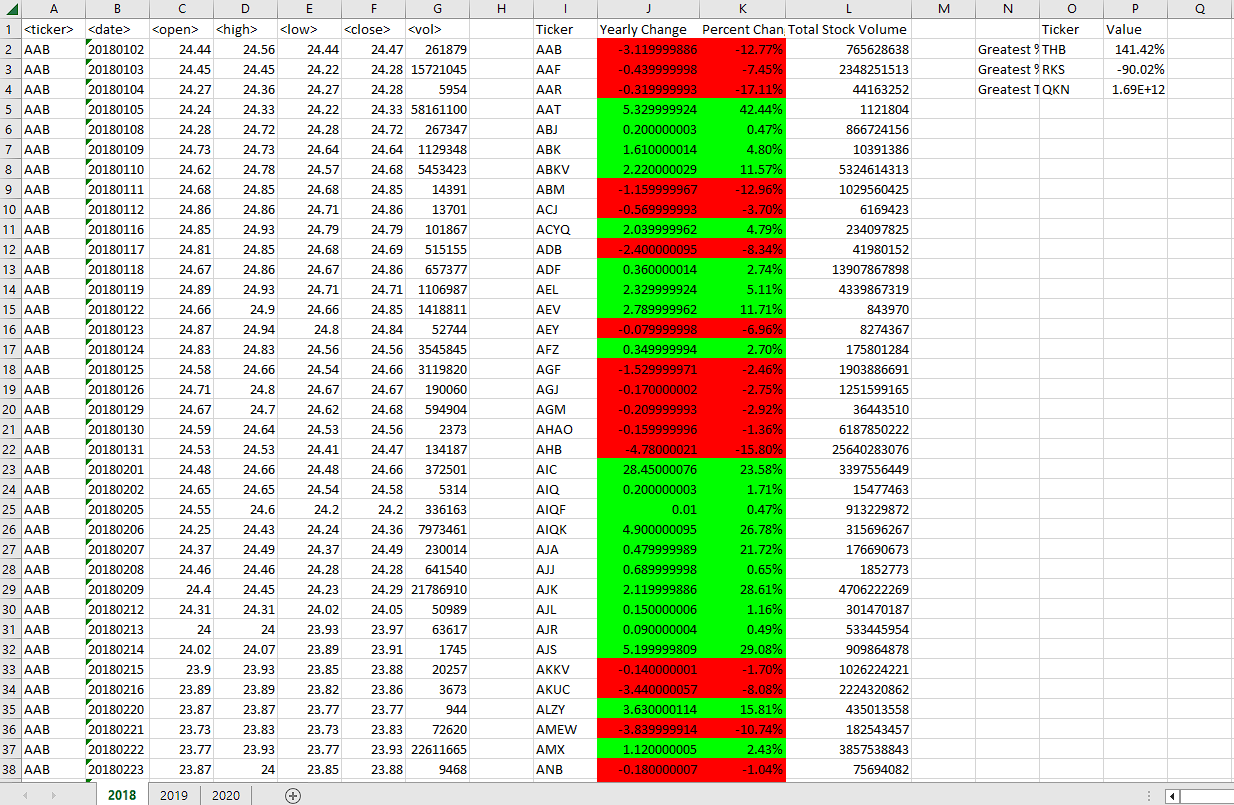 A B C D E F G H I J K L M N O P Q
1 <ticker> <date> <open> <high> <low> <close> <vol> Ticker Yearly Change Percent Chan Total Stock Volume Ticker Value
2 AAB 20180102 24.44 24.56 24.44 24.47 261879 AAB -3.119999886 -12.77% 765628638 Greatest % THB 141.42%
3 AAB 20180103 24.45 24.45 24.22 24.28 15721045 AAF -0.439999998 -7.45% 2348251513 Greatest % RKS -90.02%
4 AAB 20180104 24.27 24.36 24.27 24.28 5954 AAR -0.319999993 -17.11% 44163252 Greatest T QKN 1.69E+12
5 AAB 20180105 24.24 24.33 24.22 24.33 58161100 AAT 5.329999924 42.44% 1121804
6 AAB 20180108 24.28 24.72 24.28 24.72 267347 ABJ 0.200000003 0.47% 866724156
7 AAB 20180109 24.73 24.73 24.64 24.64 1129348 ABK 1.610000014 4.80% 10391386
8 AAB 20180110 24.62 24.78 24.57 24.68 5453423 ABKV 2.220000029 11.57% 5324614313
9 AAB 20180111 24.68 24.85 24.68 24.85 14391 ABM -1.159999967 -12.96% 1029560425
10 AAB 20180112 24.86 24.86 24.71 24.86 13701 ACJ -0.569999993 -3.70% 6169423
11 AAB 20180116 24.85 24.93 24.79 24.79 101867 ACYQ 2.039999962 4.79% 234097825
12 AAB 20180117 24.81 24.85 24.68 24.69 515155 ADB -2.400000095 -8.34% 41980152
13 AAB 20180118 24.67 24.86 24.67 24.86 657377 ADF 0.360000014 2.74% 13907867898
14 AAB 20180119 24.89 24.93 24.71 24.71 1106987 AEL 2.329999924 5.11% 4339867319
15 AAB 20180122 24.66 24.9 24.66 24.85 1418811 AEV 2.789999962 11.71% 843970
16 AAB 20180123 24.87 24.94 24.8 24.84 52744 AEY -0.079999998 -6.96% 8274367
17 AAB 20180124 24.83 24.83 24.56 24.56 3545845 AFZ 0.349999994 2.70% 175801284
18 AAB 20180125 24.58 24.66 24.54 24.66 3119820 AGF -1.529999971 -2.46% 1903886691
19 AAB 20180126 24.71 24.8 24.67 24.67 190060 AGJ -0.170000002 -2.75% 1251599165
20 AAB 20180129 24.67 24.7 24.62 24.68 594904 AGM -0.209999993 -2.92% 36443510
21 AAB 20180130 24.59 24.64 24.53 24.56 2373 AHAO -0.159999996 -1.36% 6187850222
22 AAB 20180131 24.53 24.53 24.41 24.47 134187 AHB -4.78000021 -15.80% 25640283076
23 AAB 20180201 24.48 24.66 24.48 24.66 372501 AIC 28.45000076 23.58% 3397556449
24 AAB 20180202 24.65 24.65 24.54 24.58 5314 AIQ 0.200000003 1.71% 15477463
25 AAB 20180205 24.55 24.6 24.2 24.2 336163 AIQF 0.01 0.47% 913229872
26 AAB 20180206 24.25 24.43 24.24 24.36 7973461 AIQK 4.900000095 26.78% 315696267
27 AAB 20180207 24.37 24.49 24.37 24.49 230014 AJA 0.479999989 21.72% 176690673
28 AAB 20180208 24.46 24.46 24.28 24.28 641540 AJJ 0.689999998 0.65% 1852773
29 AAB 20180209 24.4 24.45 24.23 24.29 21786910 AJK 2.119999886 28.61% 4706222269
30 AAB 20180212 24.31 24.31 24.02 24.05 50989 AJL 0.150000006 1.16% 301470187
31 AAB 20180213 24 24 23.93 23.97 63617 AJR 0.090000004 0.49% 533445954
32 AAB 20180214 24.02 24.07 23.89 23.91 1745 AJS 5.199999809 29.08% 909864878
33 AAB 20180215 23.9 23.93 23.85 23.88 20257 AKKV -0.140000001 -1.70% 1026224221
34 AAB 20180216 23.89 23.89 23.82 23.86 3673 AKUC -3.440000057 -8.08% 2224320862
35 AAB 20180220 23.87 23.87 23.77 23.77 944 ALZY 3.630000114 15.81% 435013558
36 AAB 20180221 23.73 23.83 23.73 23.83 72620 AMEW -3.839999914 -10.74% 182543457
37 AAB 20180222 23.77 23.93 23.77 23.93 22611665 AMX 1.120000005 2.43% 3857538843
38 AAB 20180223 23.87 24 23.85 23.88 9468 ANB -0.180000007 -1.04% 75694082
2018 2019 2020